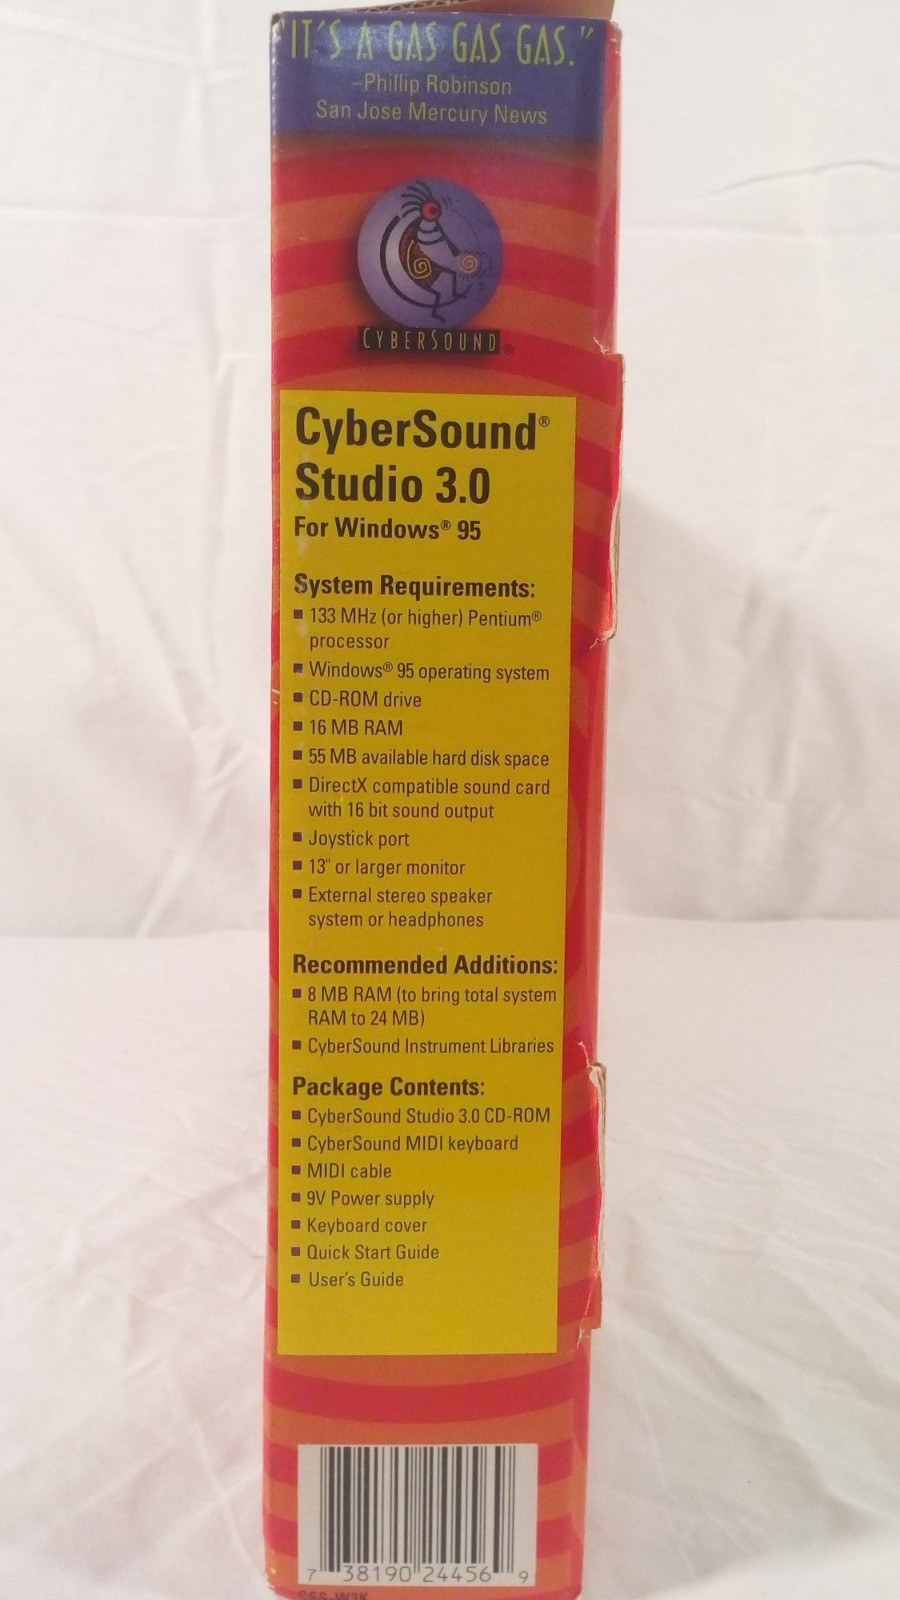 "IT'S A GAS GAS GAS."
–Phillip Robinson
San Jose Mercury News
CYBERSOUND®
CyberSound®
Studio 3.0
For Windows® 95
System Requirements:
▪ 133 MHz (or higher) Pentium®
processor
▪ Windows® 95 operating system
▪ CD-ROM drive
▪ 16 MB RAM
▪ 55 MB available hard disk space
▪ DirectX compatible sound card
with 16 bit sound output
▪ Joystick port
▪ 13" or larger monitor
▪ External stereo speaker
system or headphones
Recommended Additions:
▪ 8 MB RAM (to bring total system
RAM to 24 MB)
▪ CyberSound Instrument Libraries
Package Contents:
▪ CyberSound Studio 3.0 CD-ROM
▪ CyberSound MIDI keyboard
▪ MIDI cable
▪ 9V Power supply
▪ Keyboard cover
▪ Quick Start Guide
▪ User's Guide
7 38190 24456 9